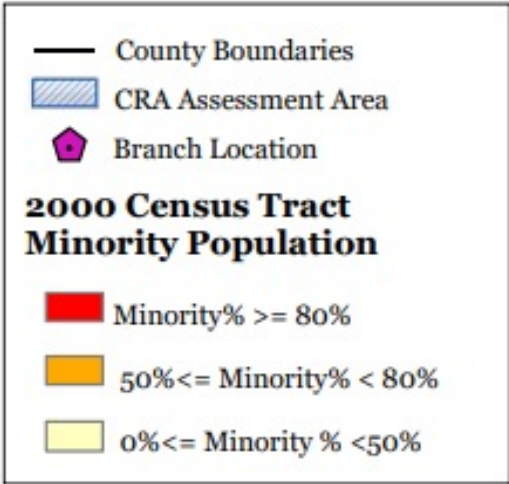 County Boundaries
CRA Assessment Area
Branch Location
2000 Census Tract
Minority Population
Minority% >= 80%
50%<= Minority% < 80%
0%<= Minority % <50%